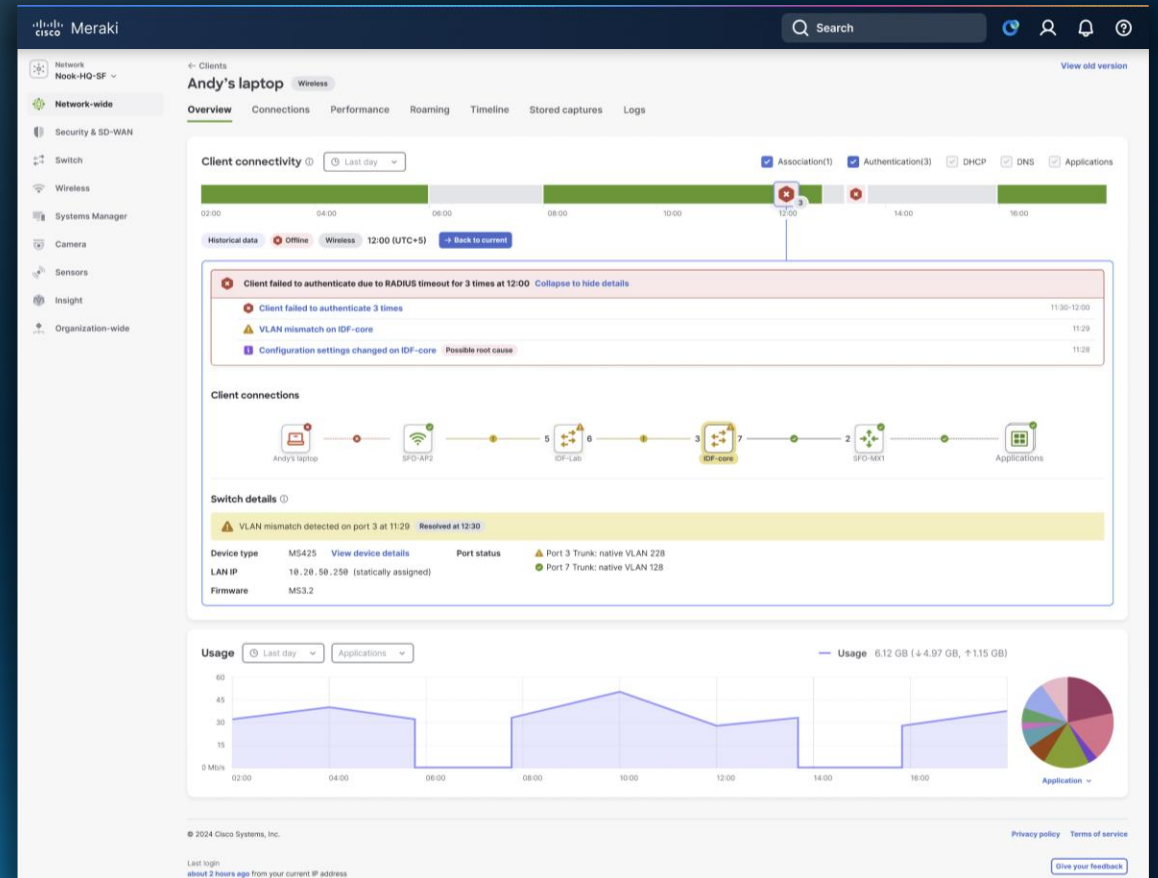 cisco Meraki
Search
Network
Nook-HQ-SF
Network-wide
Security & SD-WAN
Switch
Wireless
Systems Manager
Camera
Sensors
Insight
Organization-wide
← Clients
View old version
Andy's laptop Wireless
Overview Connections Performance Roaming Timeline Stored captures Logs
Client connectivity Last day Association(1) Authentication(3) DHCP DNS Applications
3
02:00 04:00 06:00 08:00 10:00 12:00 14:00 16:00
Historical data Offline Wireless 12:00 (UTC+5) → Back to current
Client failed to authenticate due to RADIUS timeout for 3 times at 12:00 Collapse to hide details
Client failed to authenticate 3 times 11:30-12:00
VLAN mismatch on IDF-core 11:29
Configuration settings changed on IDF-core Possible root cause 11:28
Client connections
5 6 3 7 2
Andy's laptop SFO-AP2 IDF-Lab IDF-core SFO-MX1 Applications
Switch details
VLAN mismatch detected on port 3 at 11:29 Resolved at 12:30
Device type MS425 View device details Port status Port 3 Trunk: native VLAN 228
LAN IP 10.20.50.250 (statically assigned) Port 7 Trunk: native VLAN 128
Firmware MS3.2
Usage Last day Applications Usage 6.12 GB (↓4.97 GB, ↑1.15 GB)
60
45
30
15
0 Mb/s
02:00 04:00 06:00 08:00 10:00 12:00 14:00 16:00
Application
© 2024 Cisco Systems, Inc. Privacy policy Terms of service
Last login
about 2 hours ago from your current IP address
Give your feedback